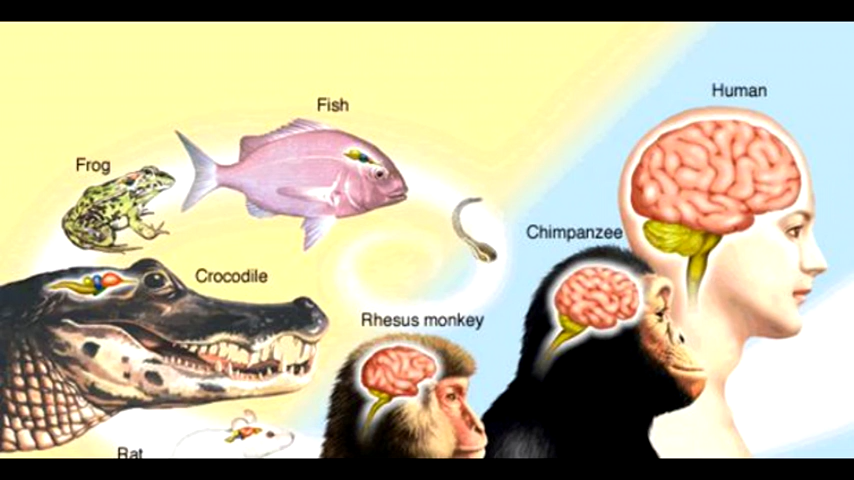 Human
Fish
Frog
Chimpanzee
Crocodile
Rhesus monkey
Rat